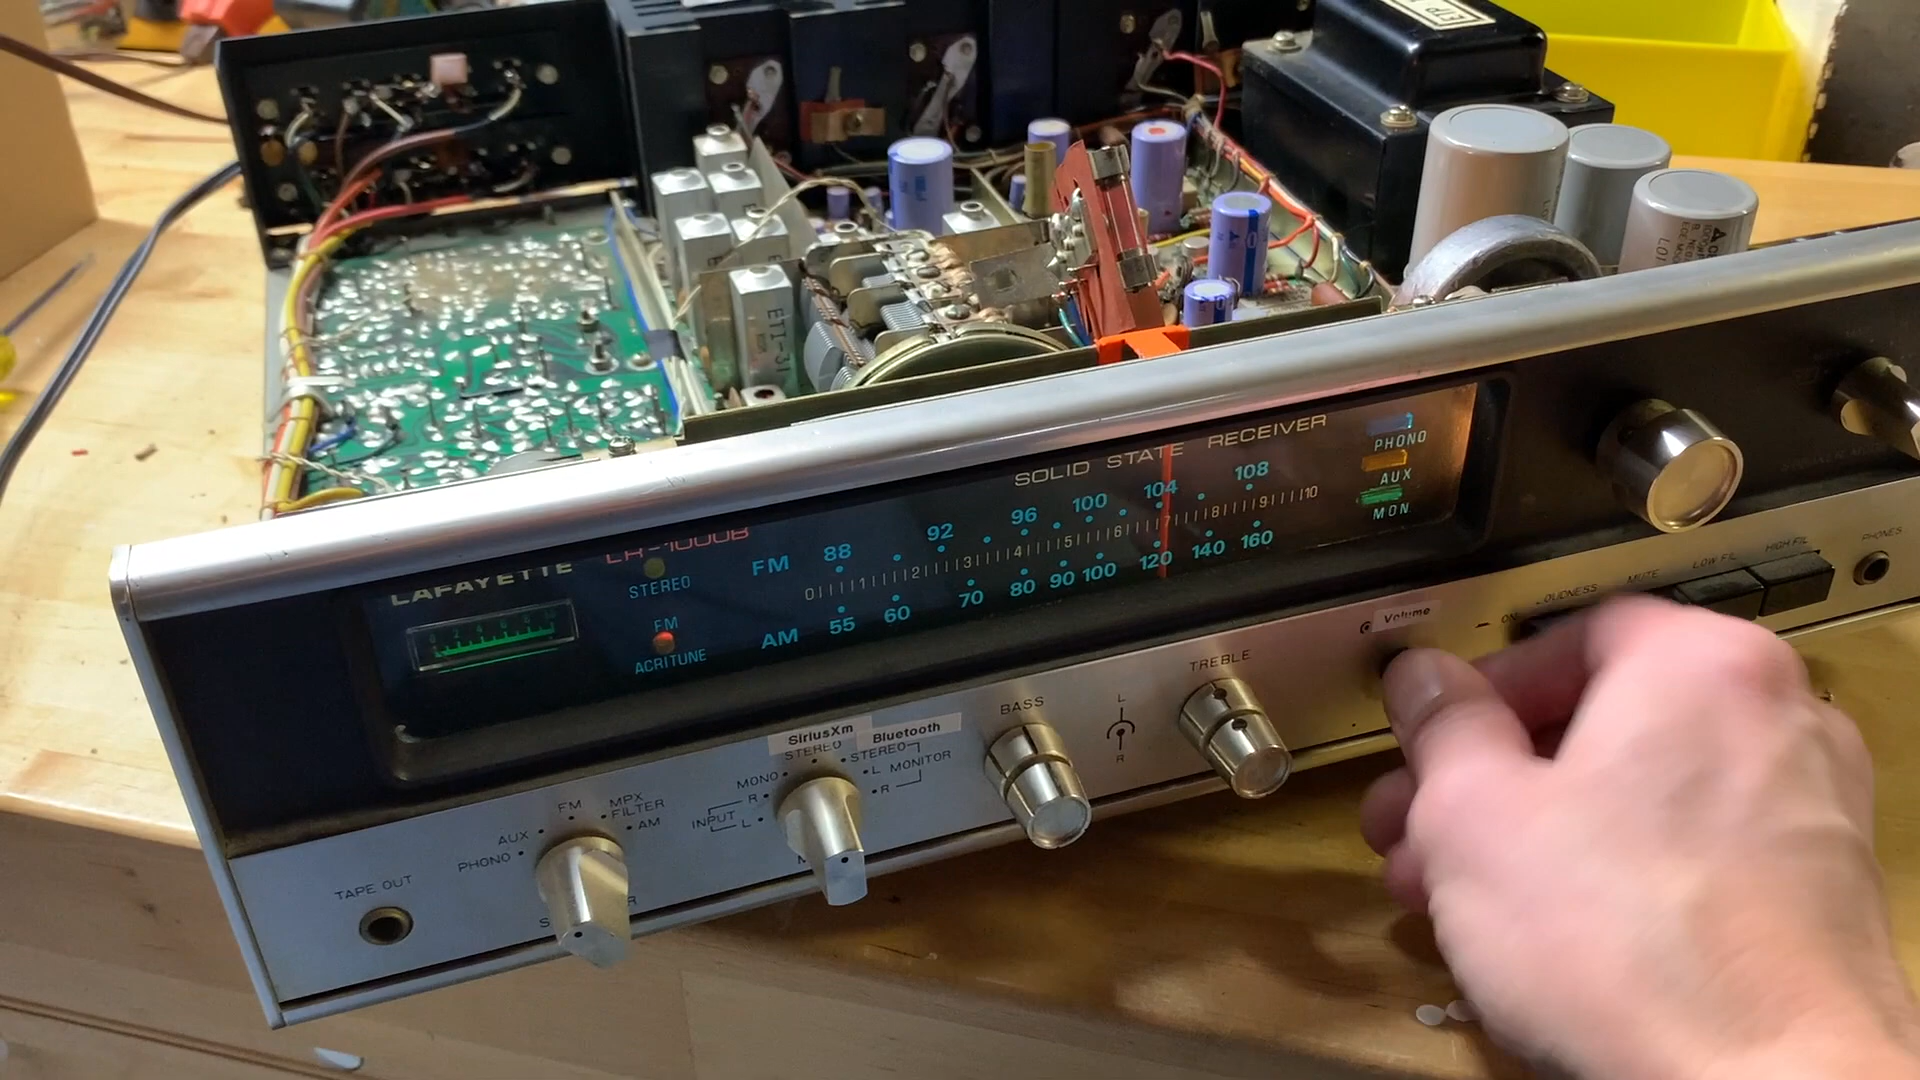 ETI-31
SOLID STATE RECEIVER
LAFAYETTE
LR-1000B
STEREO
FM
ACRITUNE
FM 88 92 96 100 104 108
0 1 2 3 4 5 6 7 8 9 10
AM 55 60 70 80 90 100 120 140 160
PHONO
AUX
MON
PHONES
HIGH FIL
LOW FIL
MUTE
LOUDNESS
ON
Volume
TREBLE
BASS
L
R
SiriusXm
Bluetooth
STEREO
STEREO
MONO
L MONITOR
R
R
INPUT
L
FM
MPX
FILTER
AUX
AM
PHONO
TAPE OUT